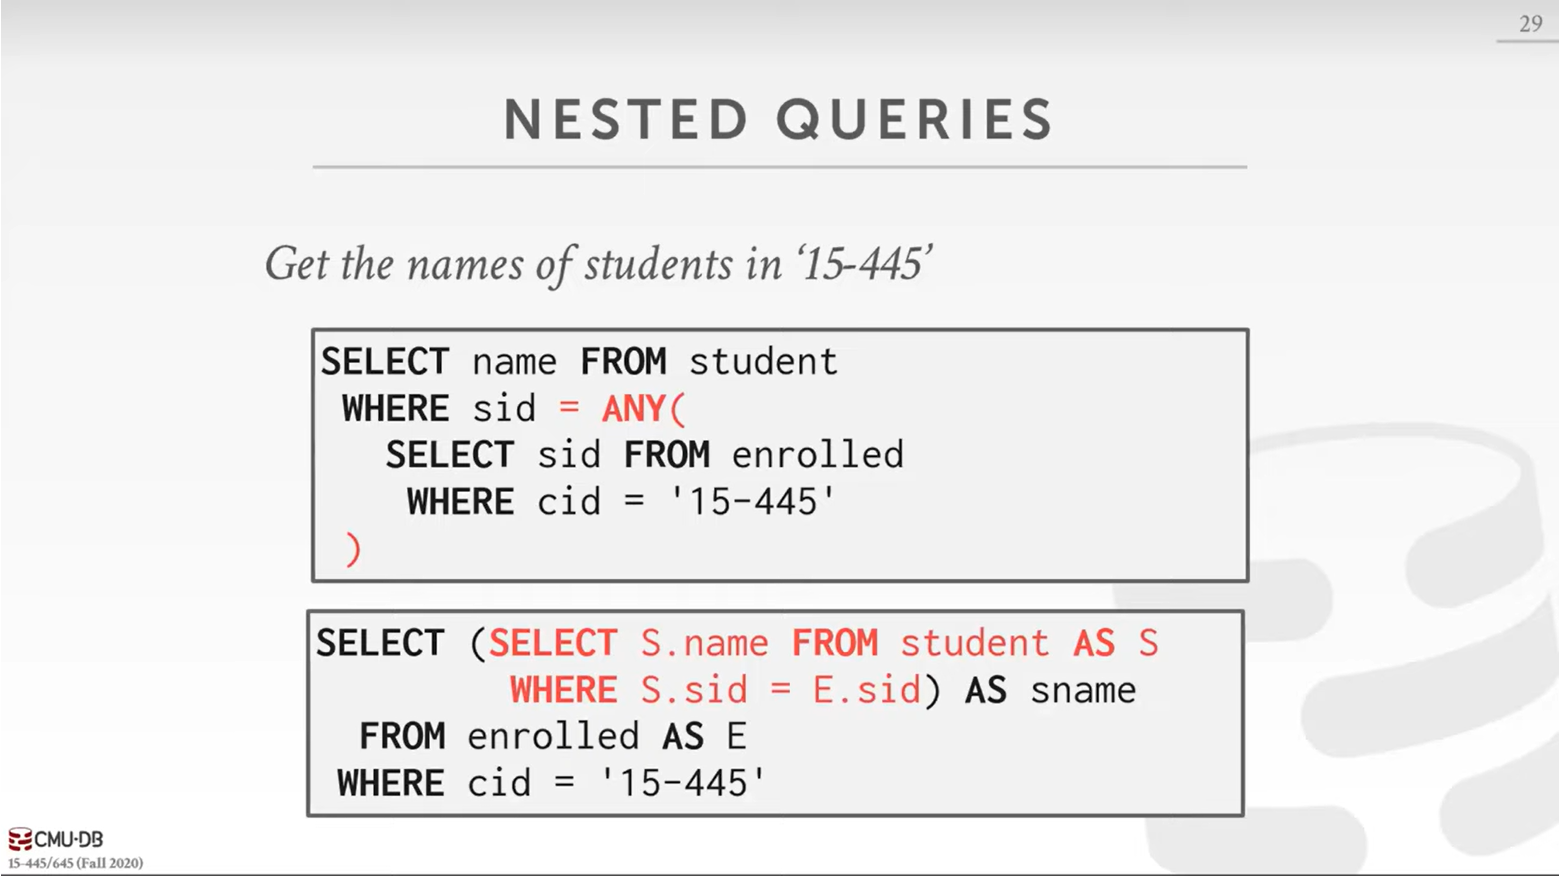 29
NESTED QUERIES
Get the names of students in ‘15-445’
SELECT name FROM student
WHERE sid = ANY(
SELECT sid FROM enrolled
WHERE cid = '15-445'
)
SELECT (SELECT S.name FROM student AS S
WHERE S.sid = E.sid) AS sname
FROM enrolled AS E
WHERE cid = '15-445'
CMU·DB
15-445/645 (Fall 2020)